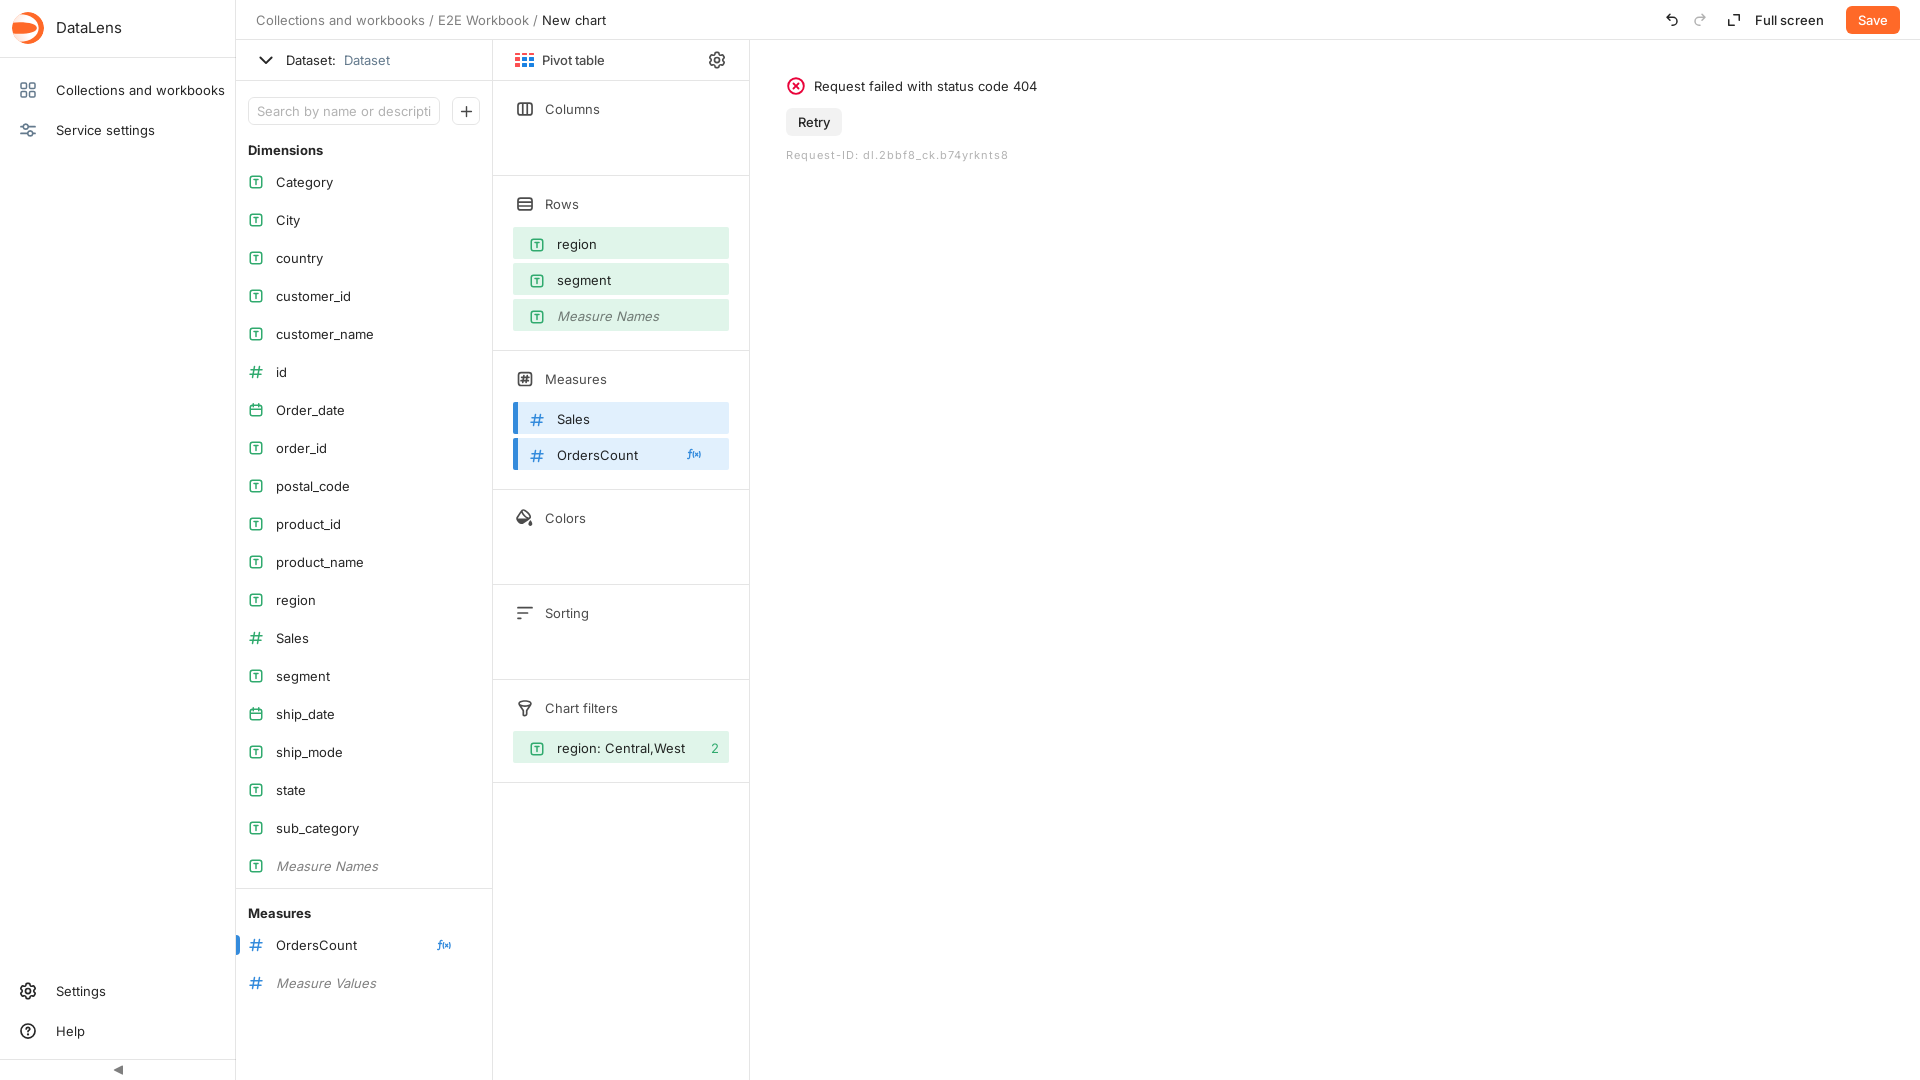 DataLens
Collections and workbooks
Service settings
Settings
Help
Collections and workbooks / E2E Workbook / New chart
Full screen
Save
Dataset: Dataset
Search by name or descripti
Dimensions
Category
City
country
customer_id
customer_name
id
Order_date
order_id
postal_code
product_id
product_name
region
Sales
segment
ship_date
ship_mode
state
sub_category
Measure Names
Measures
OrdersCount
Measure Values
Pivot table
Columns
Rows
region
segment
Measure Names
Measures
Sales
OrdersCount
Colors
Sorting
Chart filters
region: Central,West 2
Request failed with status code 404
Retry
Request-ID: dl.2bbf8_ck.b74yrknts8